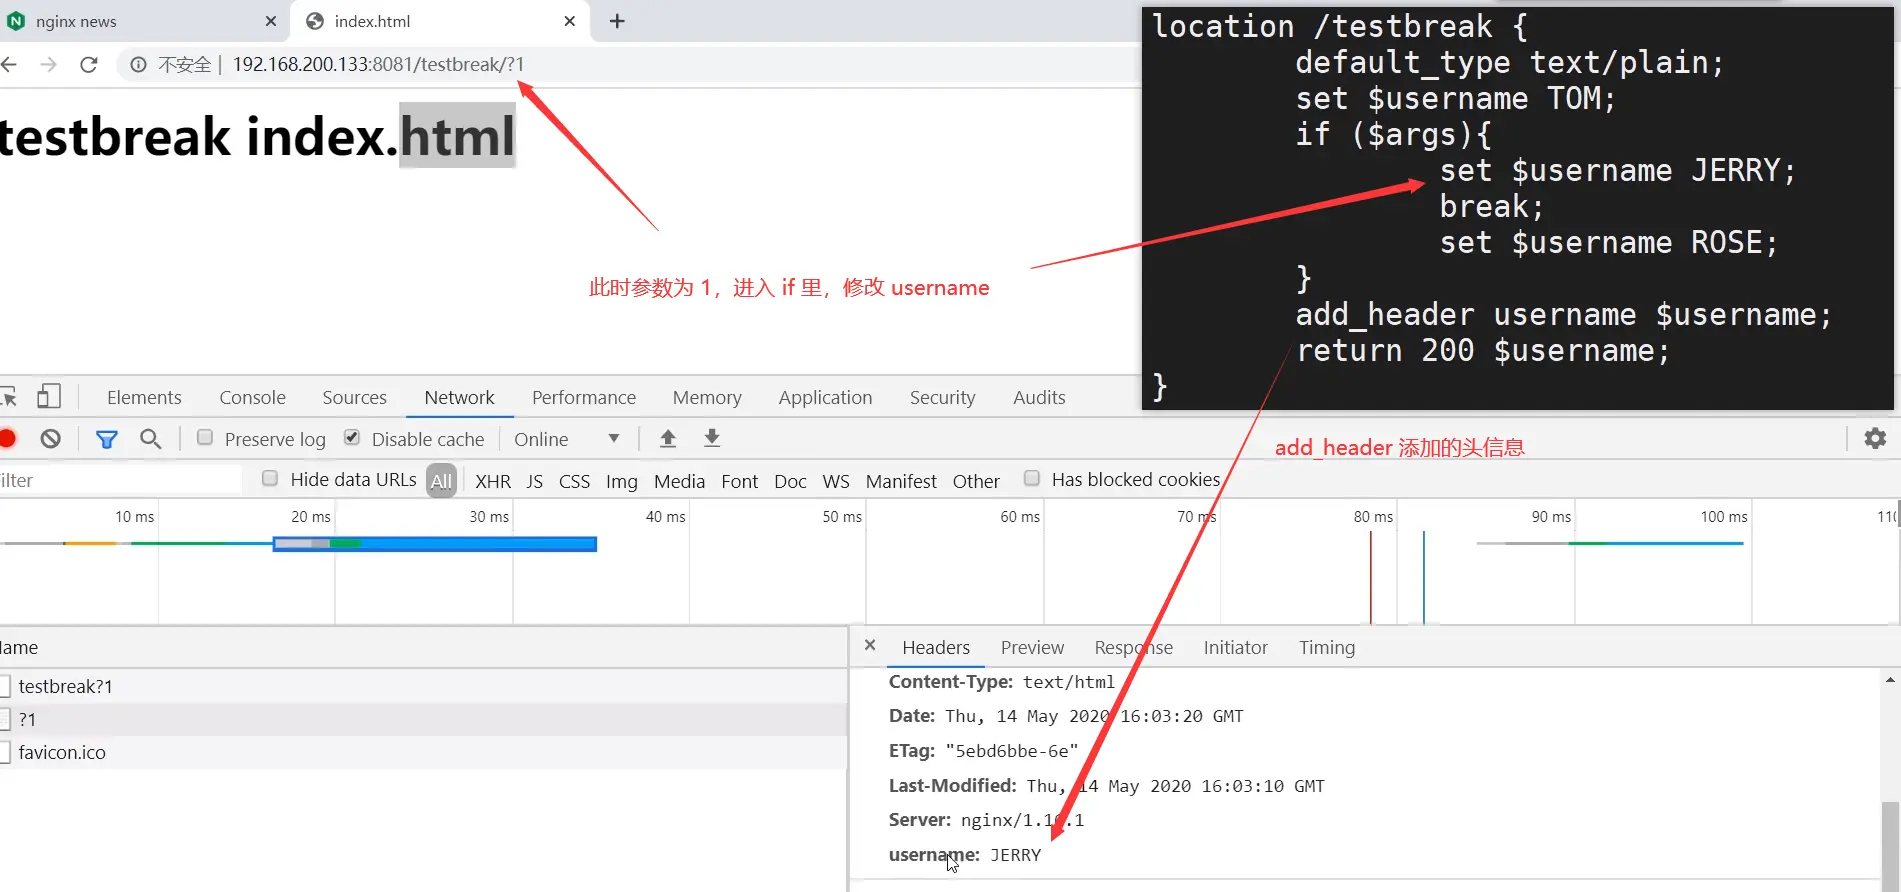 nginx news
index.html
不安全 | 192.168.200.133:8081/testbreak/?1
testbreak index.html
location /testbreak {
default_type text/plain;
set $username TOM;
if ($args){
set $username JERRY;
break;
set $username ROSE;
}
add_header username $username;
return 200 $username;
}
此时参数为 1，进入 if 里，修改 username
add_header 添加的头信息
Elements Console Sources Network Performance Memory Application Security Audits
Preserve log Disable cache Online
ilter Hide data URLs All XHR JS CSS Img Media Font Doc WS Manifest Other Has blocked cookies
10 ms 20 ms 30 ms 40 ms 50 ms 60 ms 70 ms 80 ms 90 ms 100 ms 11
ame
testbreak?1
?1
favicon.ico
Headers Preview Response Initiator Timing
Content-Type: text/html
Date: Thu, 14 May 2020 16:03:20 GMT
ETag: "5ebd6bbe-6e"
Last-Modified: Thu, 14 May 2020 16:03:10 GMT
Server: nginx/1.16.1
username: JERRY